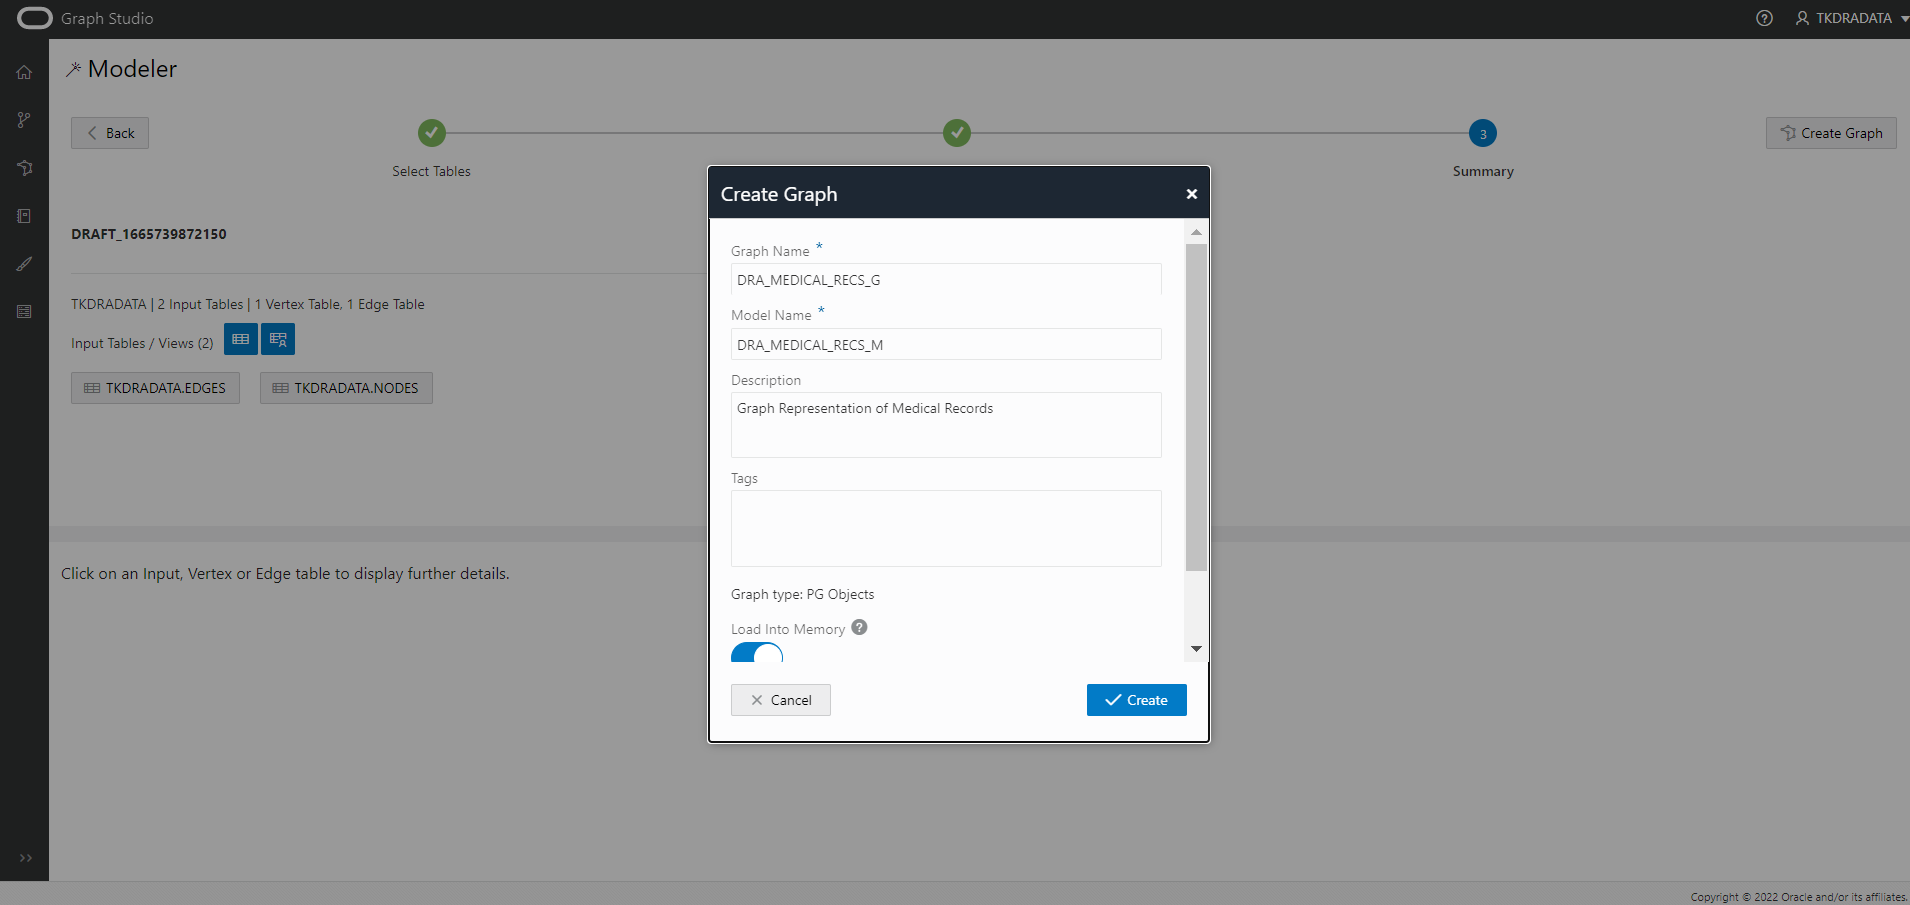 Graph Studio
? TKDRADATA
Modeler
Back
3
Create Graph
Select Tables
Summary
DRAFT_1665739872150
TKDRADATA | 2 Input Tables | 1 Vertex Table, 1 Edge Table
Input Tables / Views (2)
TKDRADATA.EDGES TKDRADATA.NODES
Click on an Input, Vertex or Edge table to display further details.
Create Graph
Graph Name *
DRA_MEDICAL_RECS_G
Model Name *
DRA_MEDICAL_RECS_M
Description
Graph Representation of Medical Records
Tags
Graph type: PG Objects
Load Into Memory ?
Cancel
Create
Copyright © 2022 Oracle and/or its affiliates.